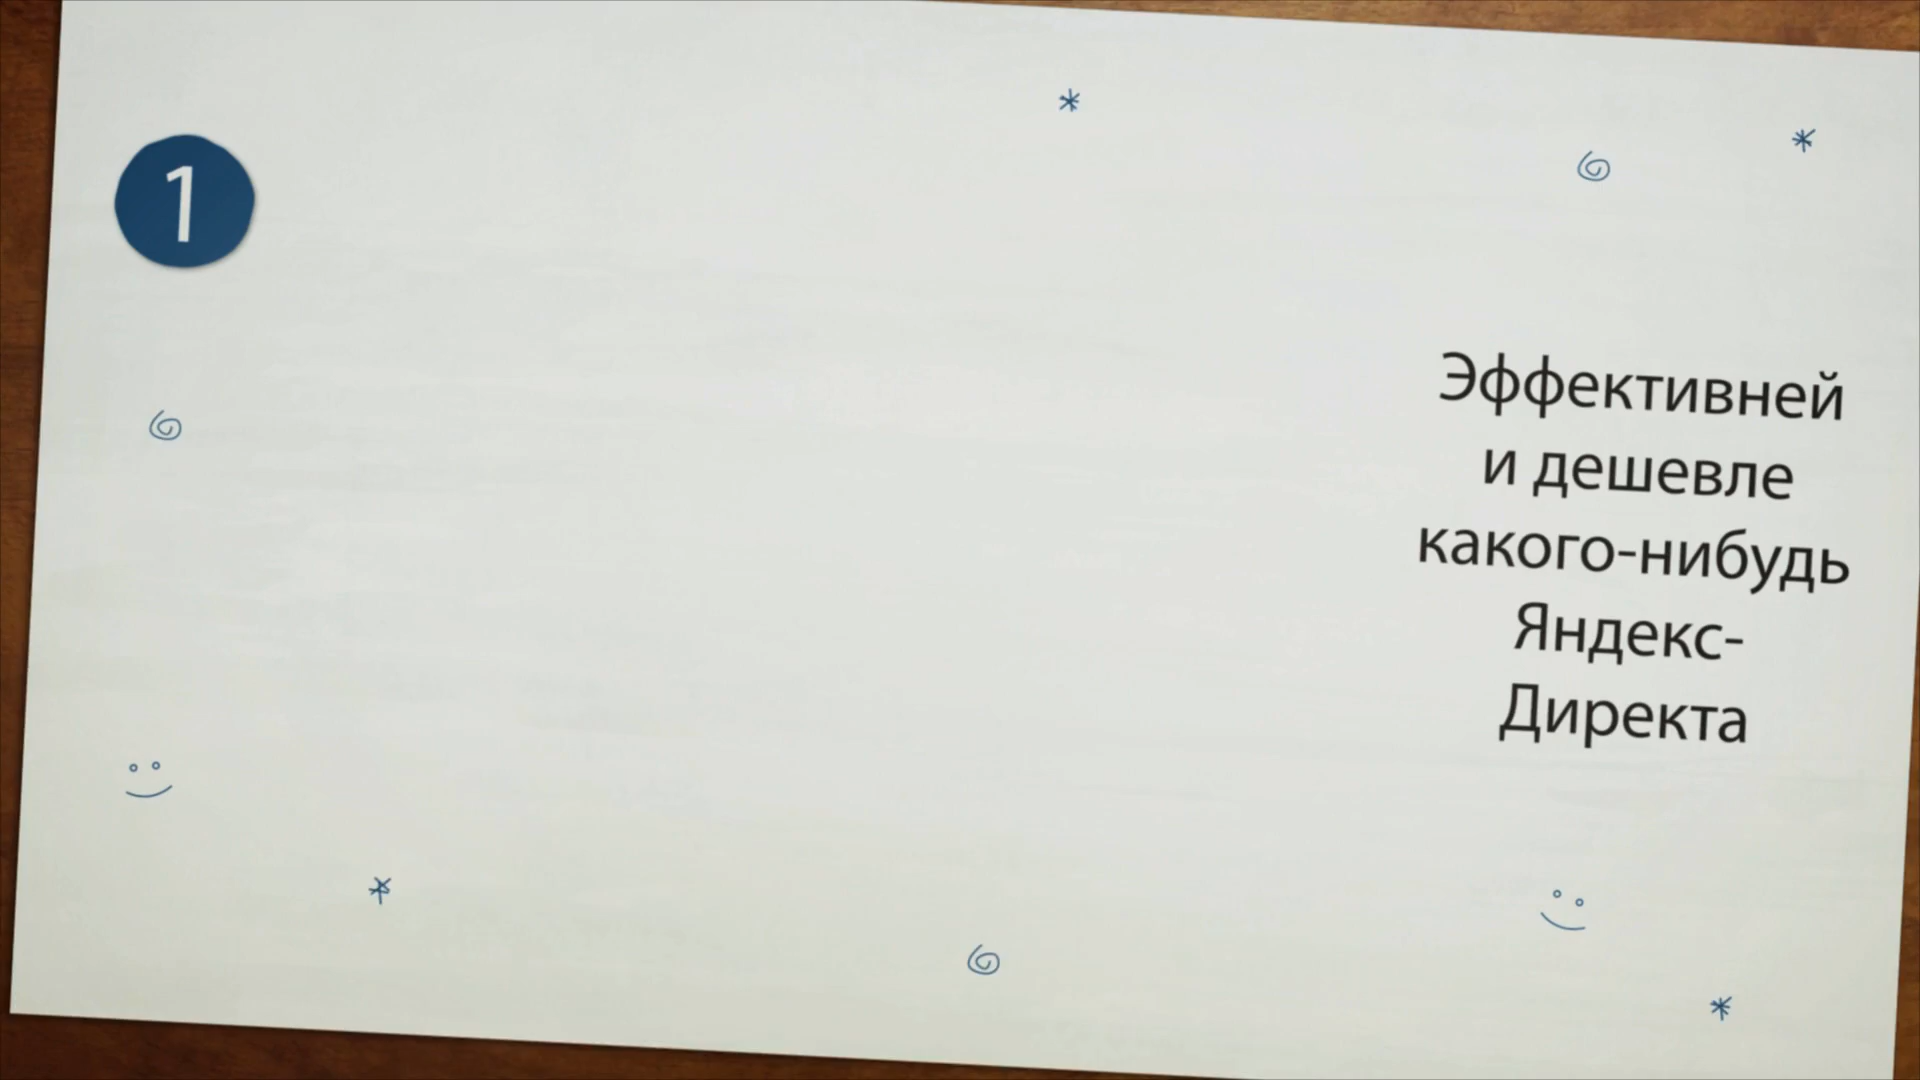 1
Эффективней
и дешевле
какого-нибудь
Яндекс-
Директа